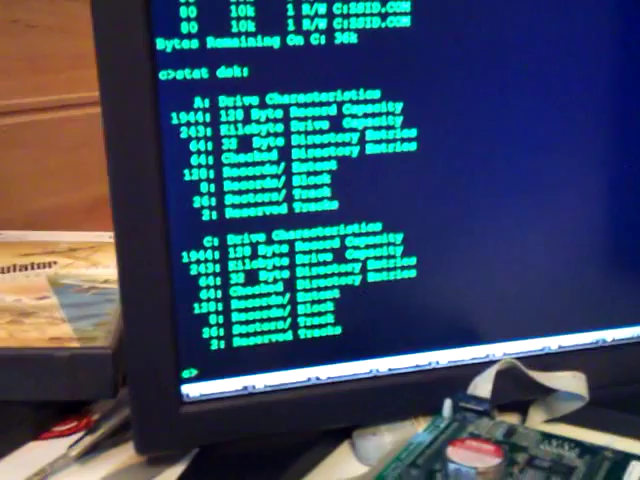 80 10k 1 R/W C:ZSID.COM
80 10k 1 R/W C:ZSID.COM
Bytes Remaining On C: 36k
c>stat dsk:
A: Drive Characteristics
1944: 128 Byte Record Capacity
243: Kilobyte Drive Capacity
64: 32 Byte Directory Entries
64: Checked Directory Entries
128: Records/ Extent
8: Records/ Block
26: Sectors/ Track
2: Reserved Tracks
C: Drive Characteristics
1944: 128 Byte Record Capacity
243: Kilobyte Drive Capacity
64: 32 Byte Directory Entries
64: Checked Directory Entries
128: Records/ Extent
8: Records/ Block
26: Sectors/ Track
2: Reserved Tracks
c>
ulator